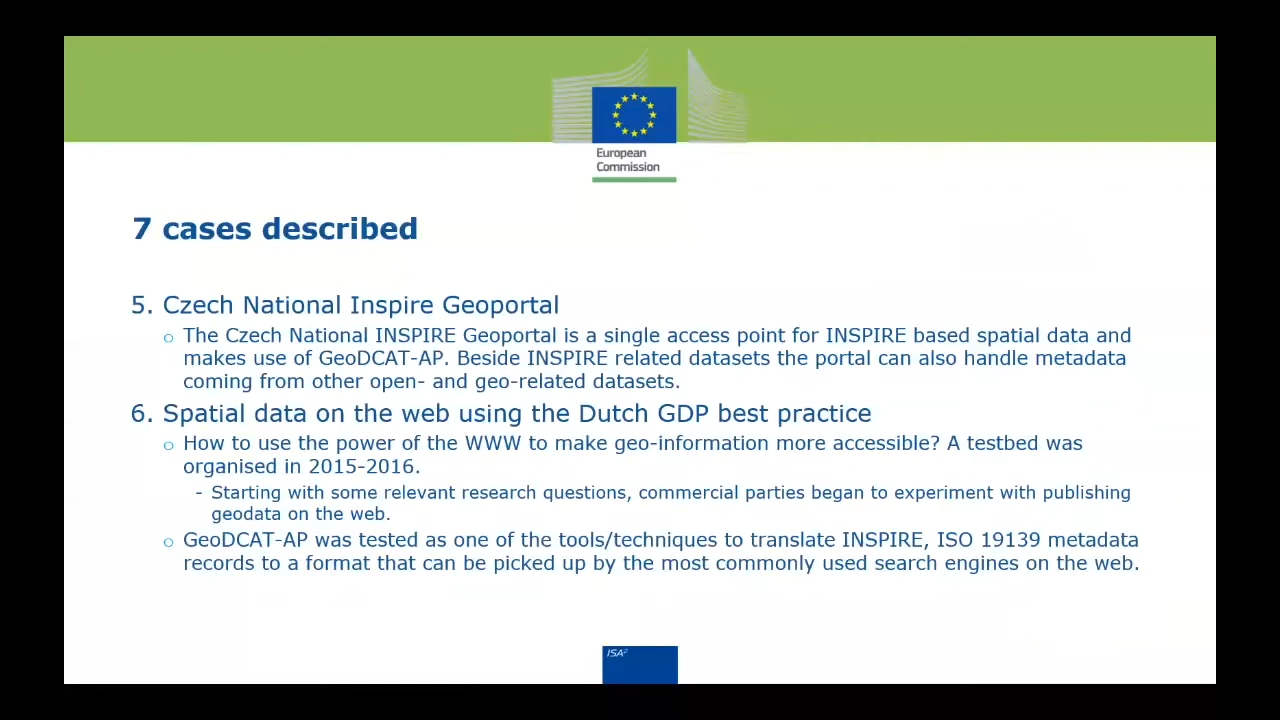 European
Commission
7 cases described
5. Czech National Inspire Geoportal
o The Czech National INSPIRE Geoportal is a single access point for INSPIRE based spatial data and
makes use of GeoDCAT-AP. Beside INSPIRE related datasets the portal can also handle metadata
coming from other open- and geo-related datasets.
6. Spatial data on the web using the Dutch GDP best practice
o How to use the power of the WWW to make geo-information more accessible? A testbed was
organised in 2015-2016.
- Starting with some relevant research questions, commercial parties began to experiment with publishing
geodata on the web.
o GeoDCAT-AP was tested as one of the tools/techniques to translate INSPIRE, ISO 19139 metadata
records to a format that can be picked up by the most commonly used search engines on the web.
ISA²